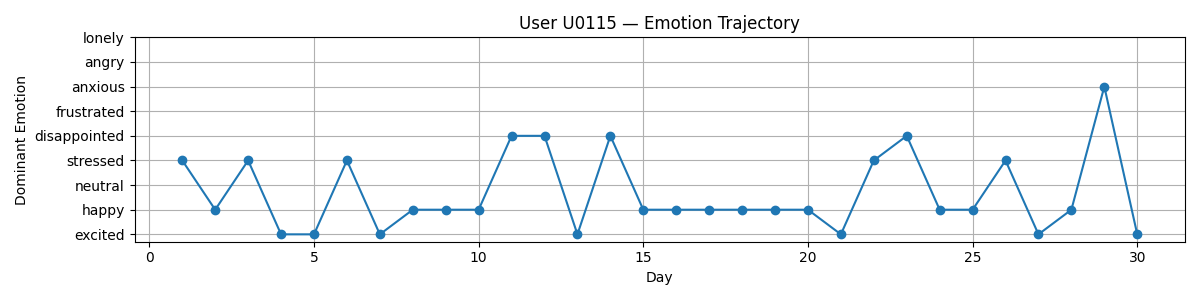 User U0115 — Emotion Trajectory
Dominant Emotion
lonely
angry
anxious
frustrated
disappointed
stressed
neutral
happy
excited
0 5 10 15 20 25 30
Day